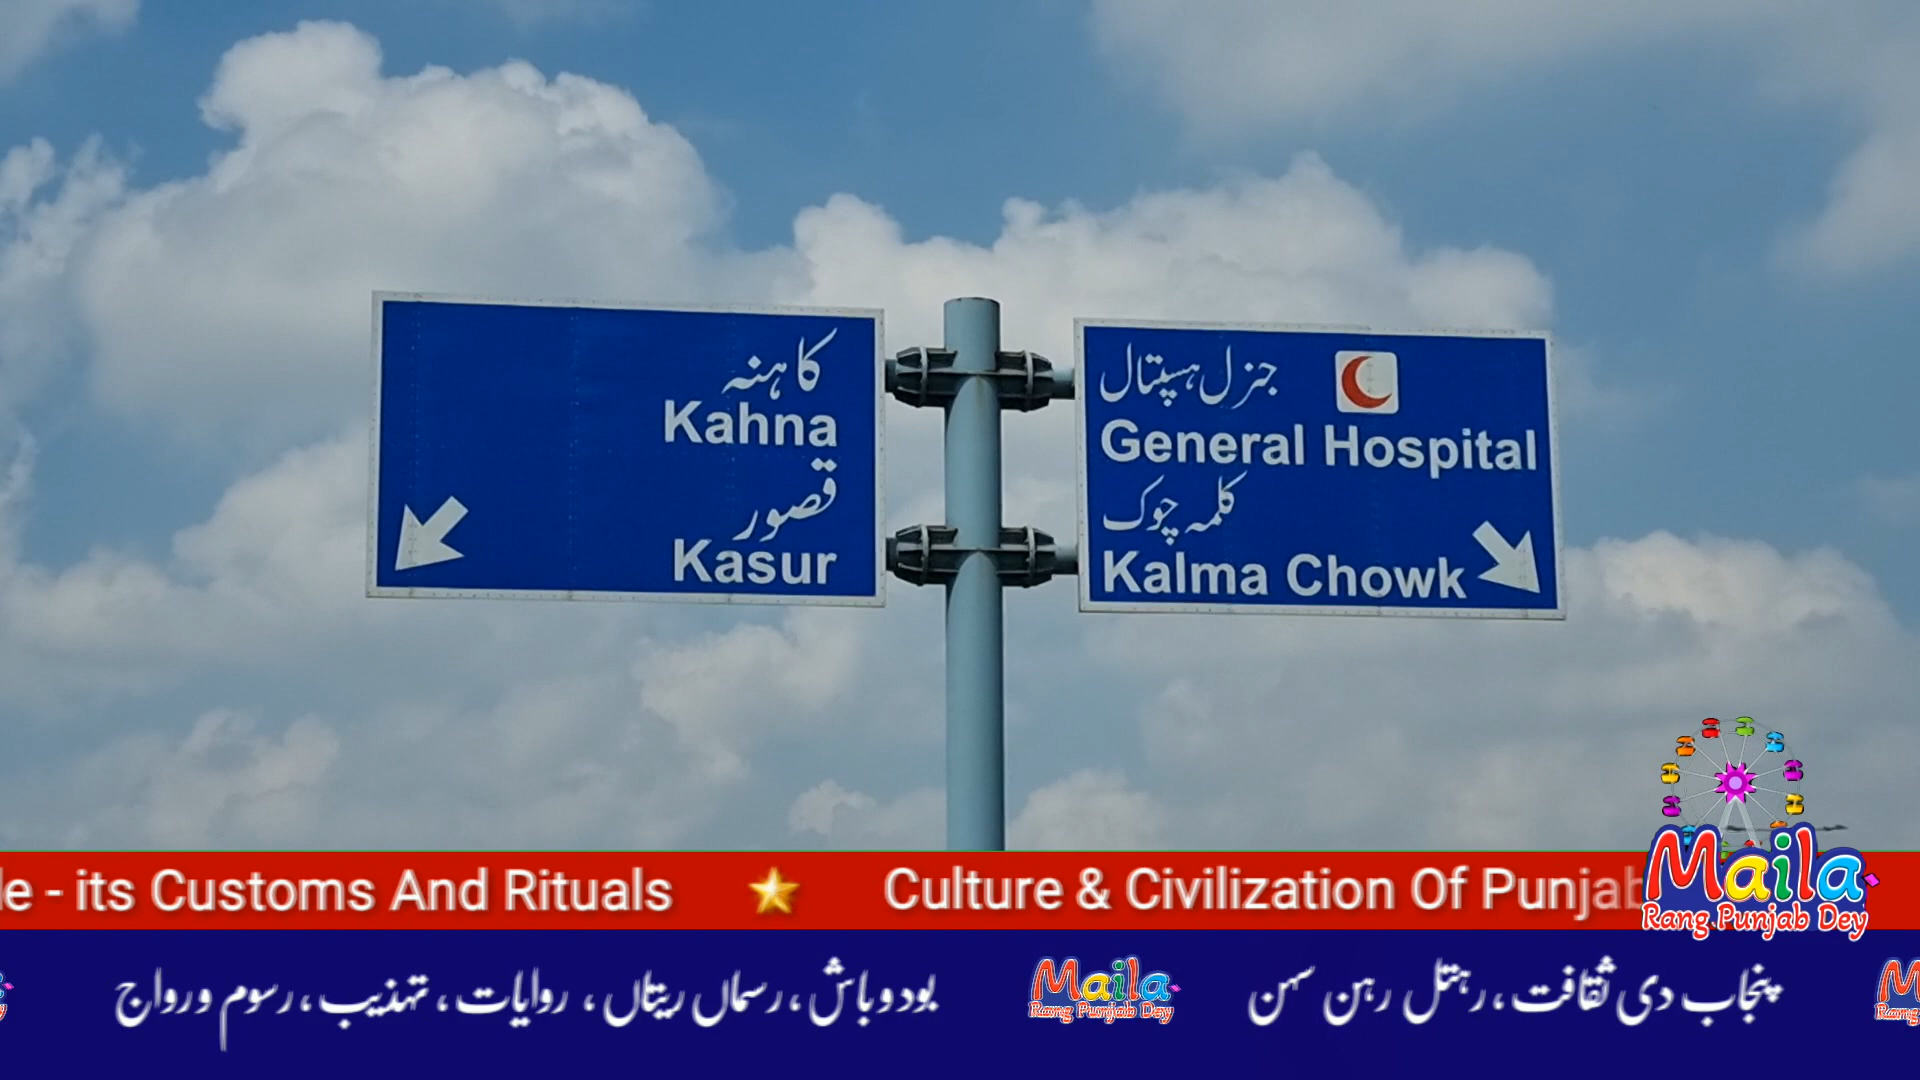 کاہنہ
Kahna
قصور
Kasur
جنرل ہسپتال
General Hospital
کلمہ چوک
Kalma Chowk
Maila
Rang Punjab Dey
its Customs And Rituals
Culture & Civilization Of Punjab
پنجاب دی ثقافت، رہتل رہن سہن
Maila
Rang Punjab Dey
بود و باش، رسماں ریتاں، روایات، تہذیب، رسوم و رواج